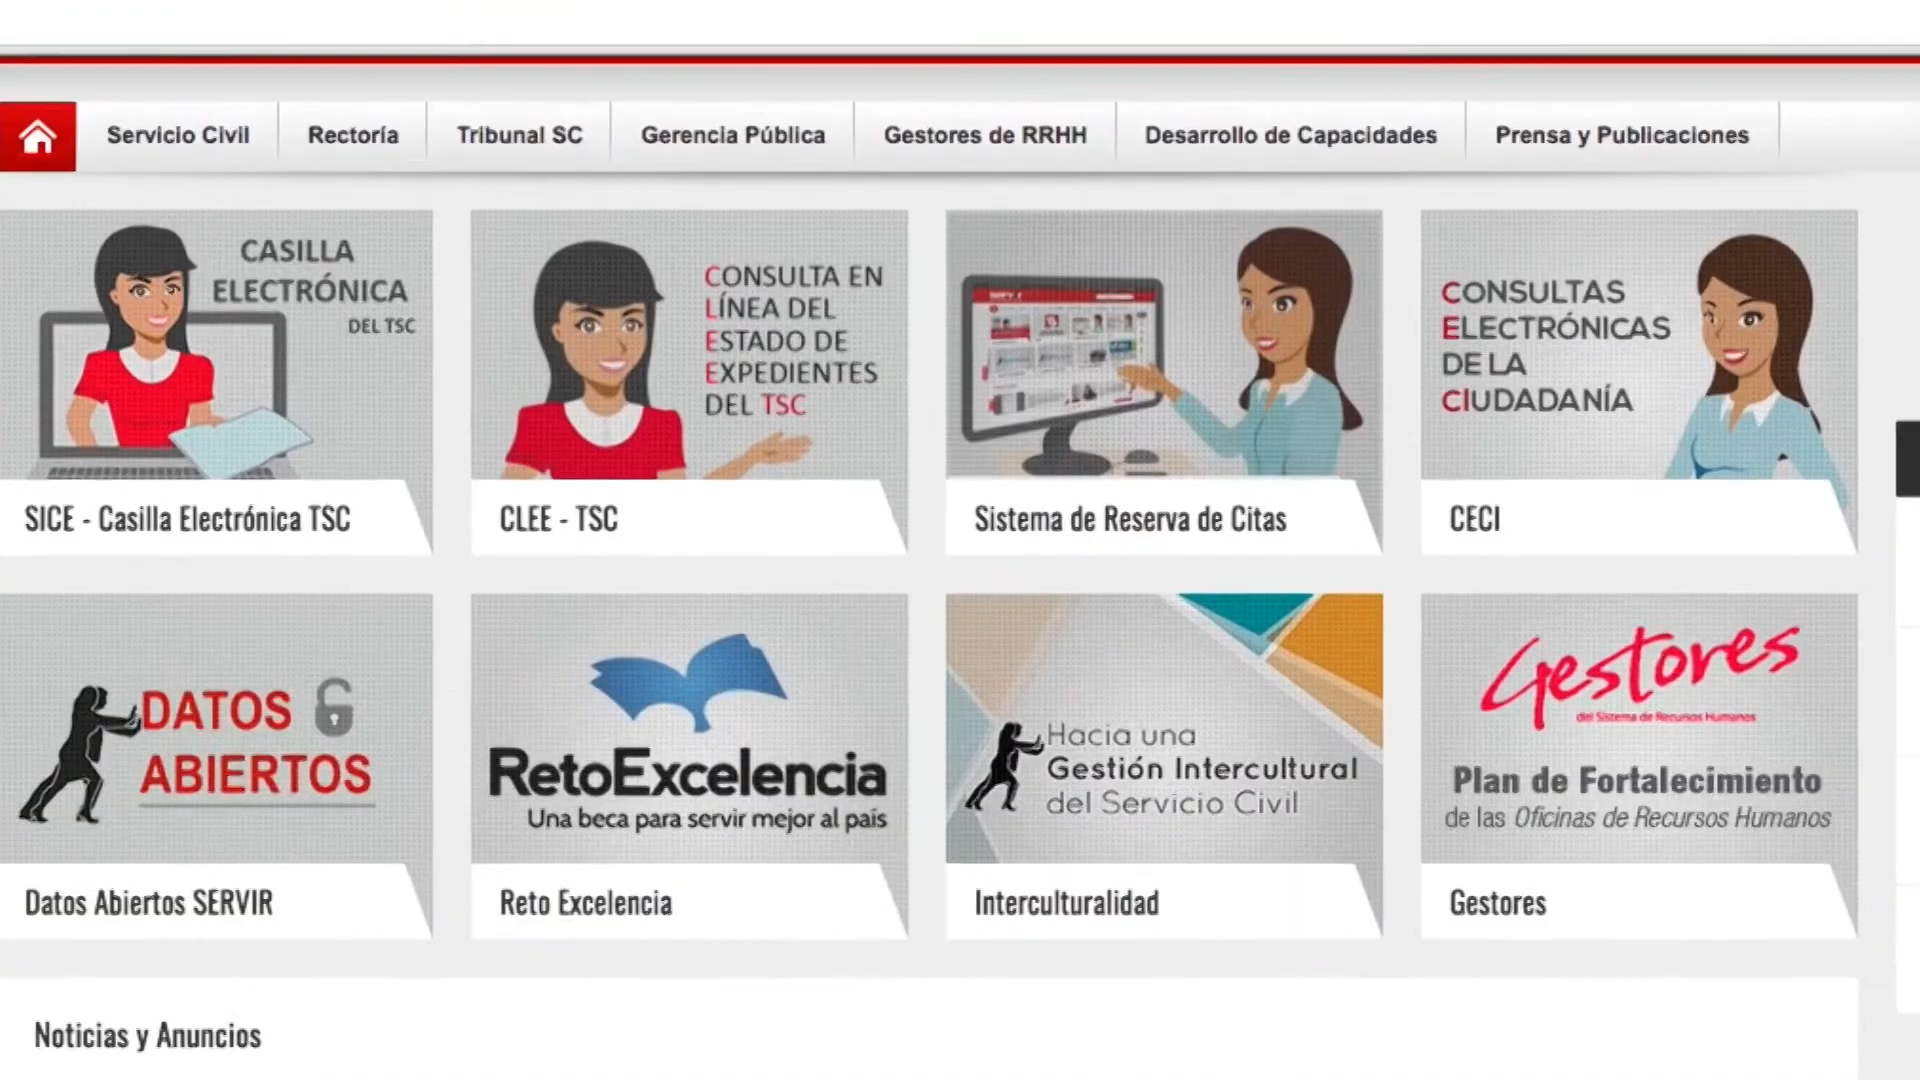 Servicio Civil
Rectoría
Tribunal SC
Gerencia Pública
Gestores de RRHH
Desarrollo de Capacidades
Prensa y Publicaciones
CASILLA
ELECTRÓNICA
DEL TSC
SICE - Casilla Electrónica TSC
CONSULTA EN
LÍNEA DEL
ESTADO DE
EXPEDIENTES
DEL TSC
CLEE - TSC
Sistema de Reserva de Citas
CONSULTAS
ELECTRÓNICAS
DE LA
CIUDADANÍA
CECI
DATOS
ABIERTOS
Datos Abiertos SERVIR
RetoExcelencia
Una beca para servir mejor al país
Reto Excelencia
Hacia una
Gestión Intercultural
del Servicio Civil
Interculturalidad
Gestores
del Sistema de Recursos Humanos
Plan de Fortalecimiento
de las Oficinas de Recursos Humanos
Gestores
Noticias y Anuncios